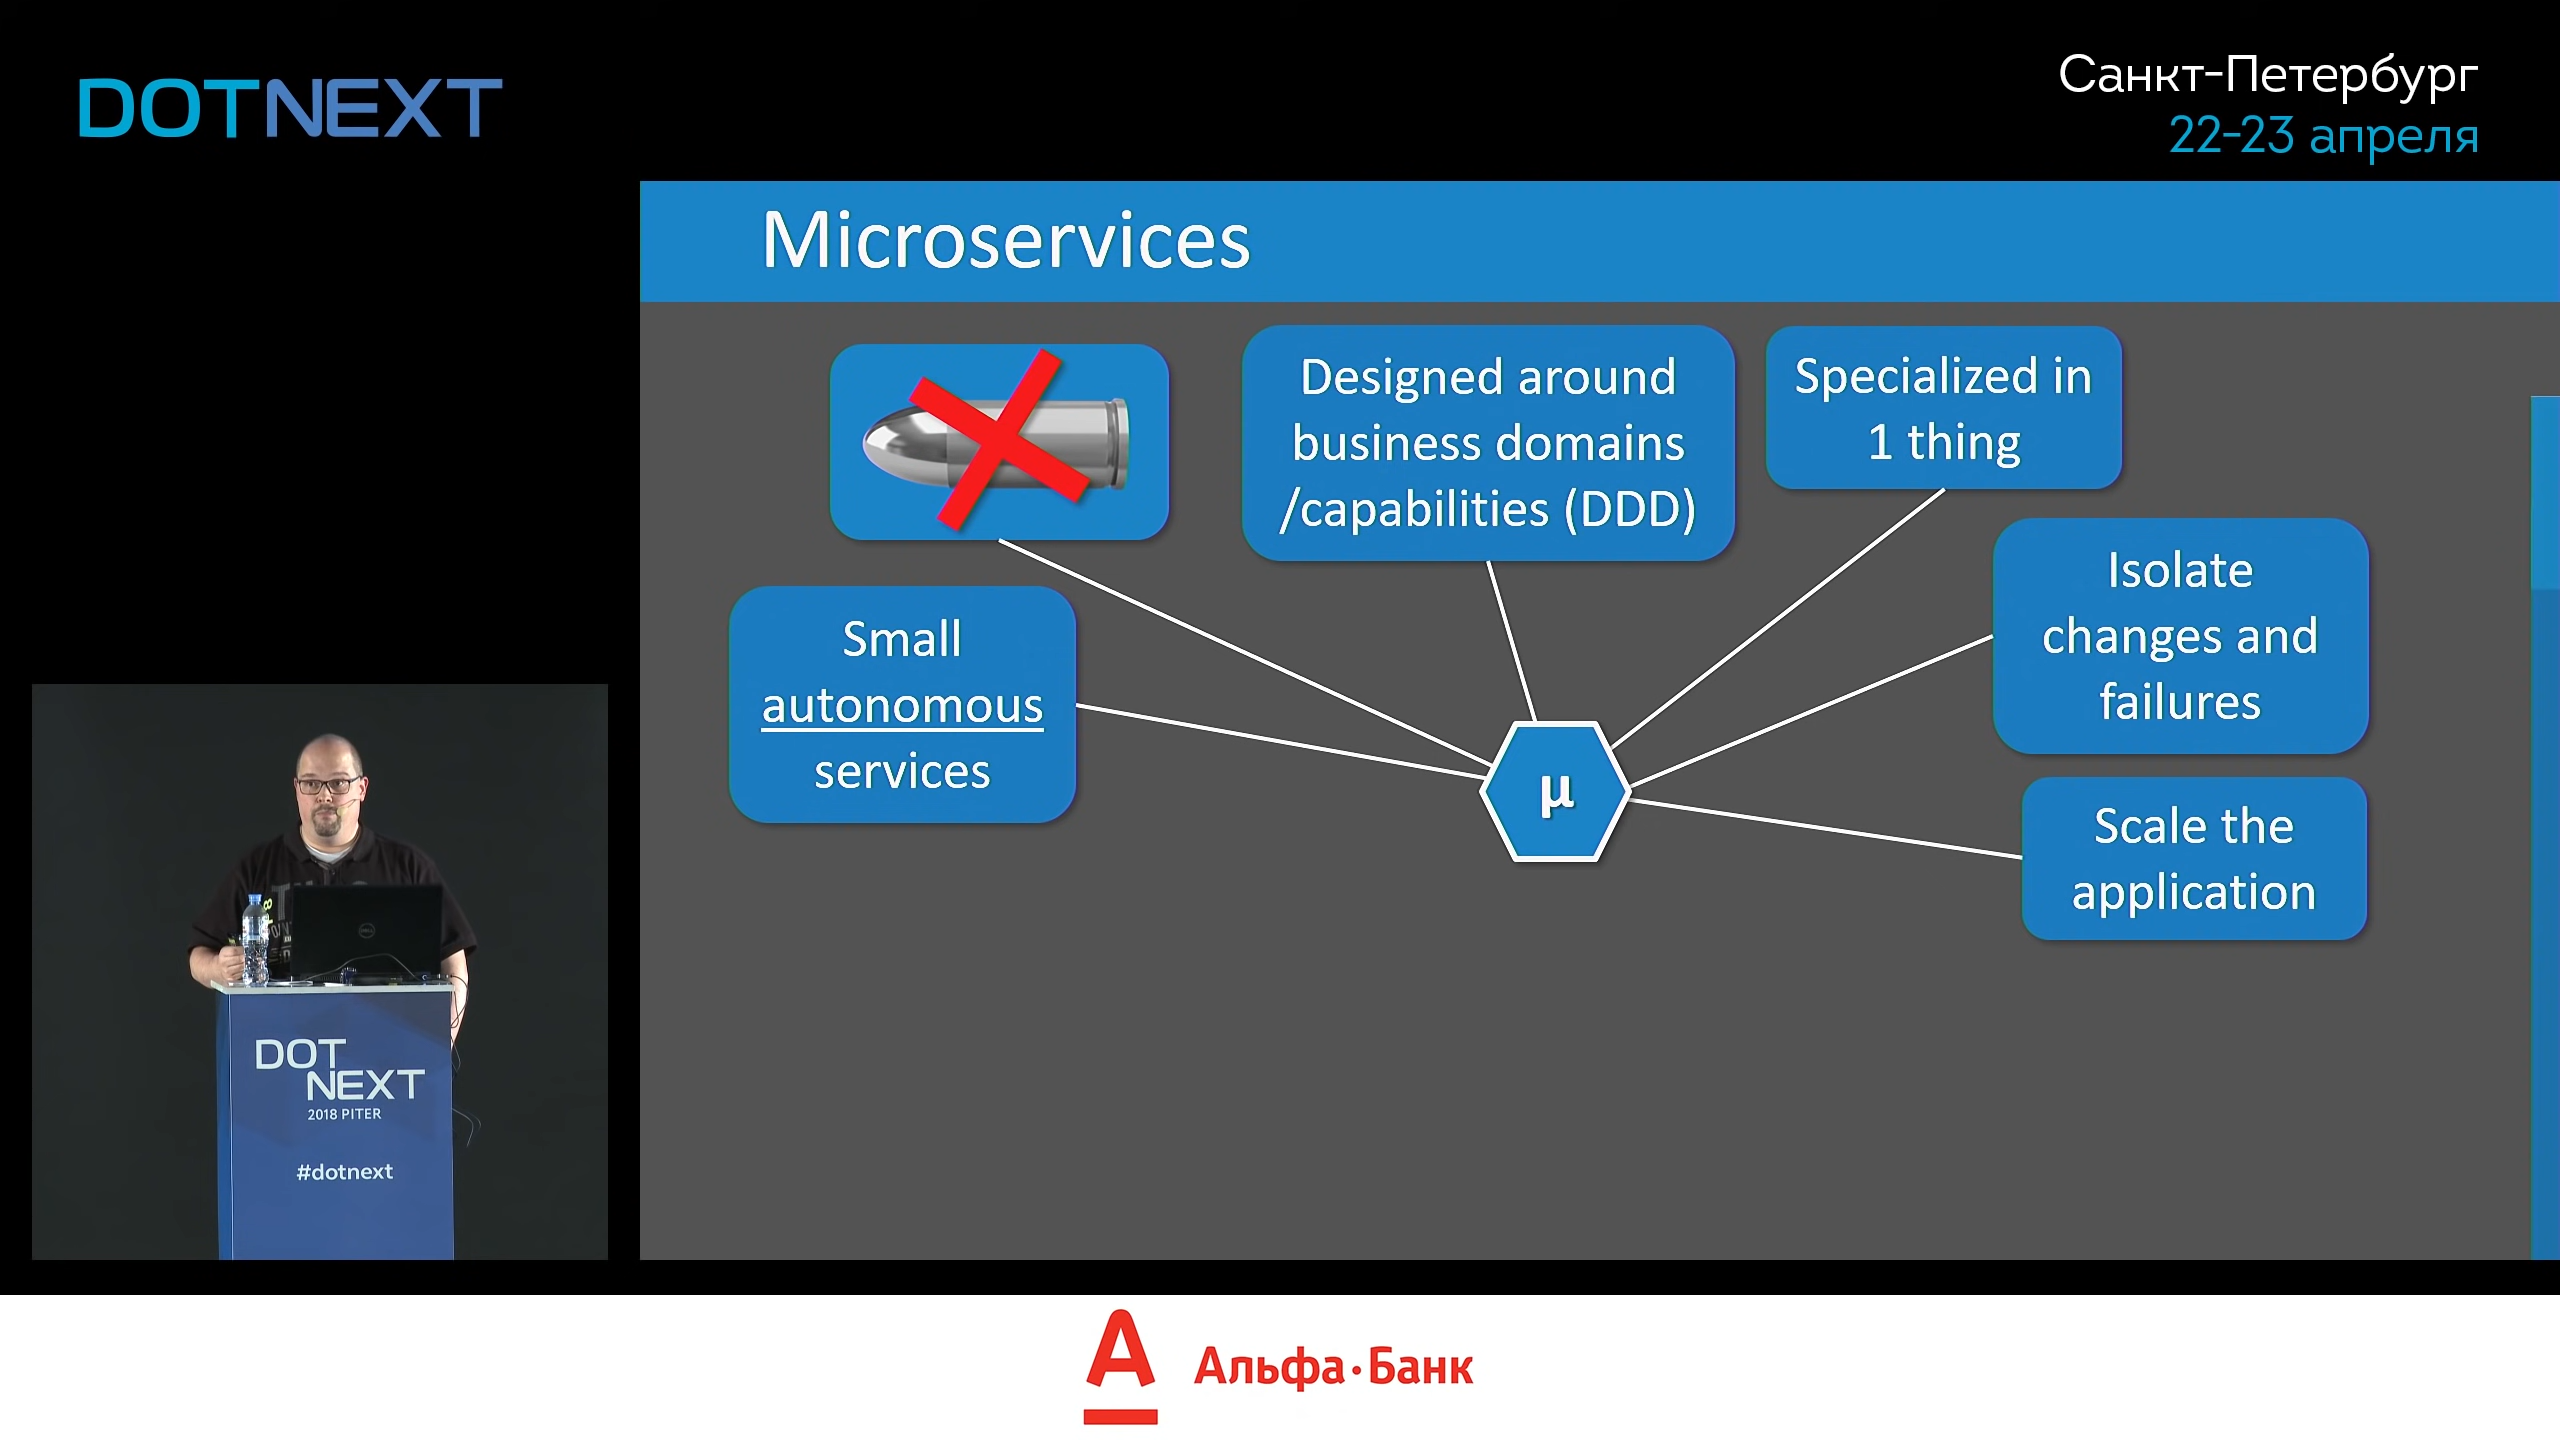 DOTNEXT
Санкт-Петербург
22-23 апреля
Microservices
Designed around
business domains
/capabilities (DDD)
Specialized in
1 thing
Small
autonomous
services
Isolate
changes and
failures
µ
Scale the
application
DELL
DOT
NEXT
2018 PITER
#dotnext
А
Альфа·Банк